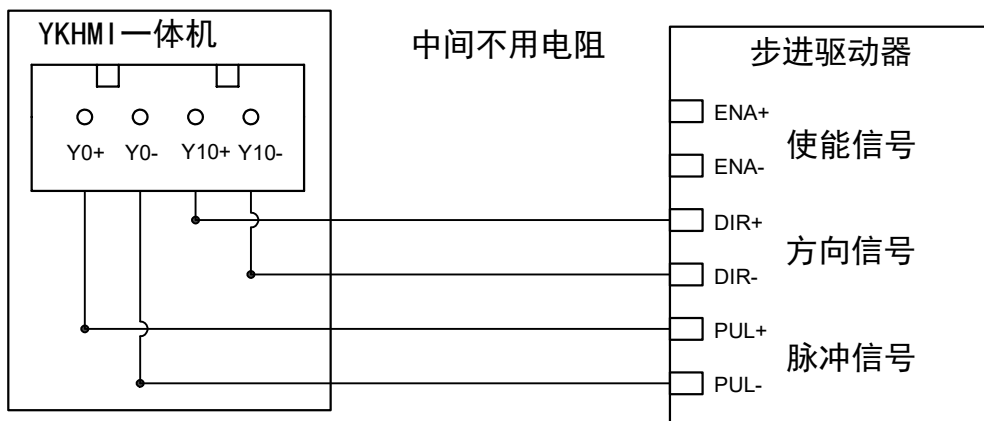 YKHMI一体机
Y0+ Y0- Y10+ Y10-
中间不用电阻
步进驱动器
ENA+
使能信号
ENA-
DIR+
方向信号
DIR-
PUL+
脉冲信号
PUL-